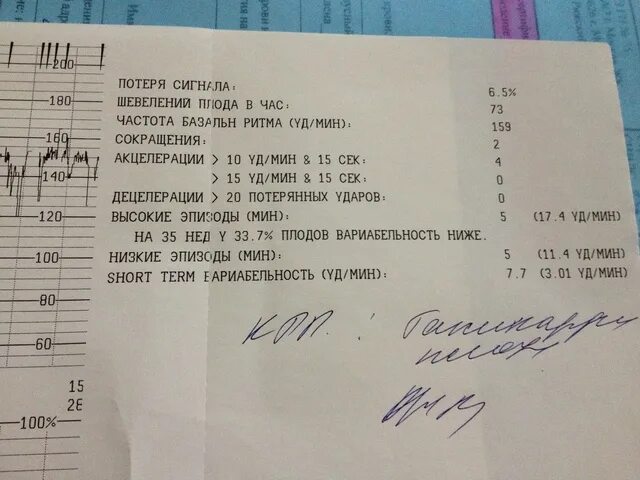 200
180
160
140
120
100
80
60
15
28
100%
ПОТЕРЯ СИГНАЛА: 6.5%
ШЕВЕЛЕНИЙ ПЛОДА В ЧАС: 73
ЧАСТОТА БАЗАЛЬН РИТМА (УД/МИН): 159
СОКРАЩЕНИЯ: 2
АКЦЕЛЕРАЦИИ > 10 УД/МИН & 15 СЕК: 4
> 15 УД/МИН & 15 СЕК: 0
ДЕЦЕЛЕРАЦИИ > 20 ПОТЕРЯННЫХ УДАРОВ: 0
ВЫСОКИЕ ЭПИЗОДЫ (МИН): 5 (17.4 УД/МИН)
НА 35 НЕД У 33.7% ПЛОДОВ ВАРИАБЕЛЬНОСТЬ НИЖЕ.
НИЗКИЕ ЭПИЗОДЫ (МИН): 5 (11.4 УД/МИН)
SHORT TERM ВАРИАБЕЛЬНОСТЬ (УД/МИН): 7.7 (3.01 УД/МИН)